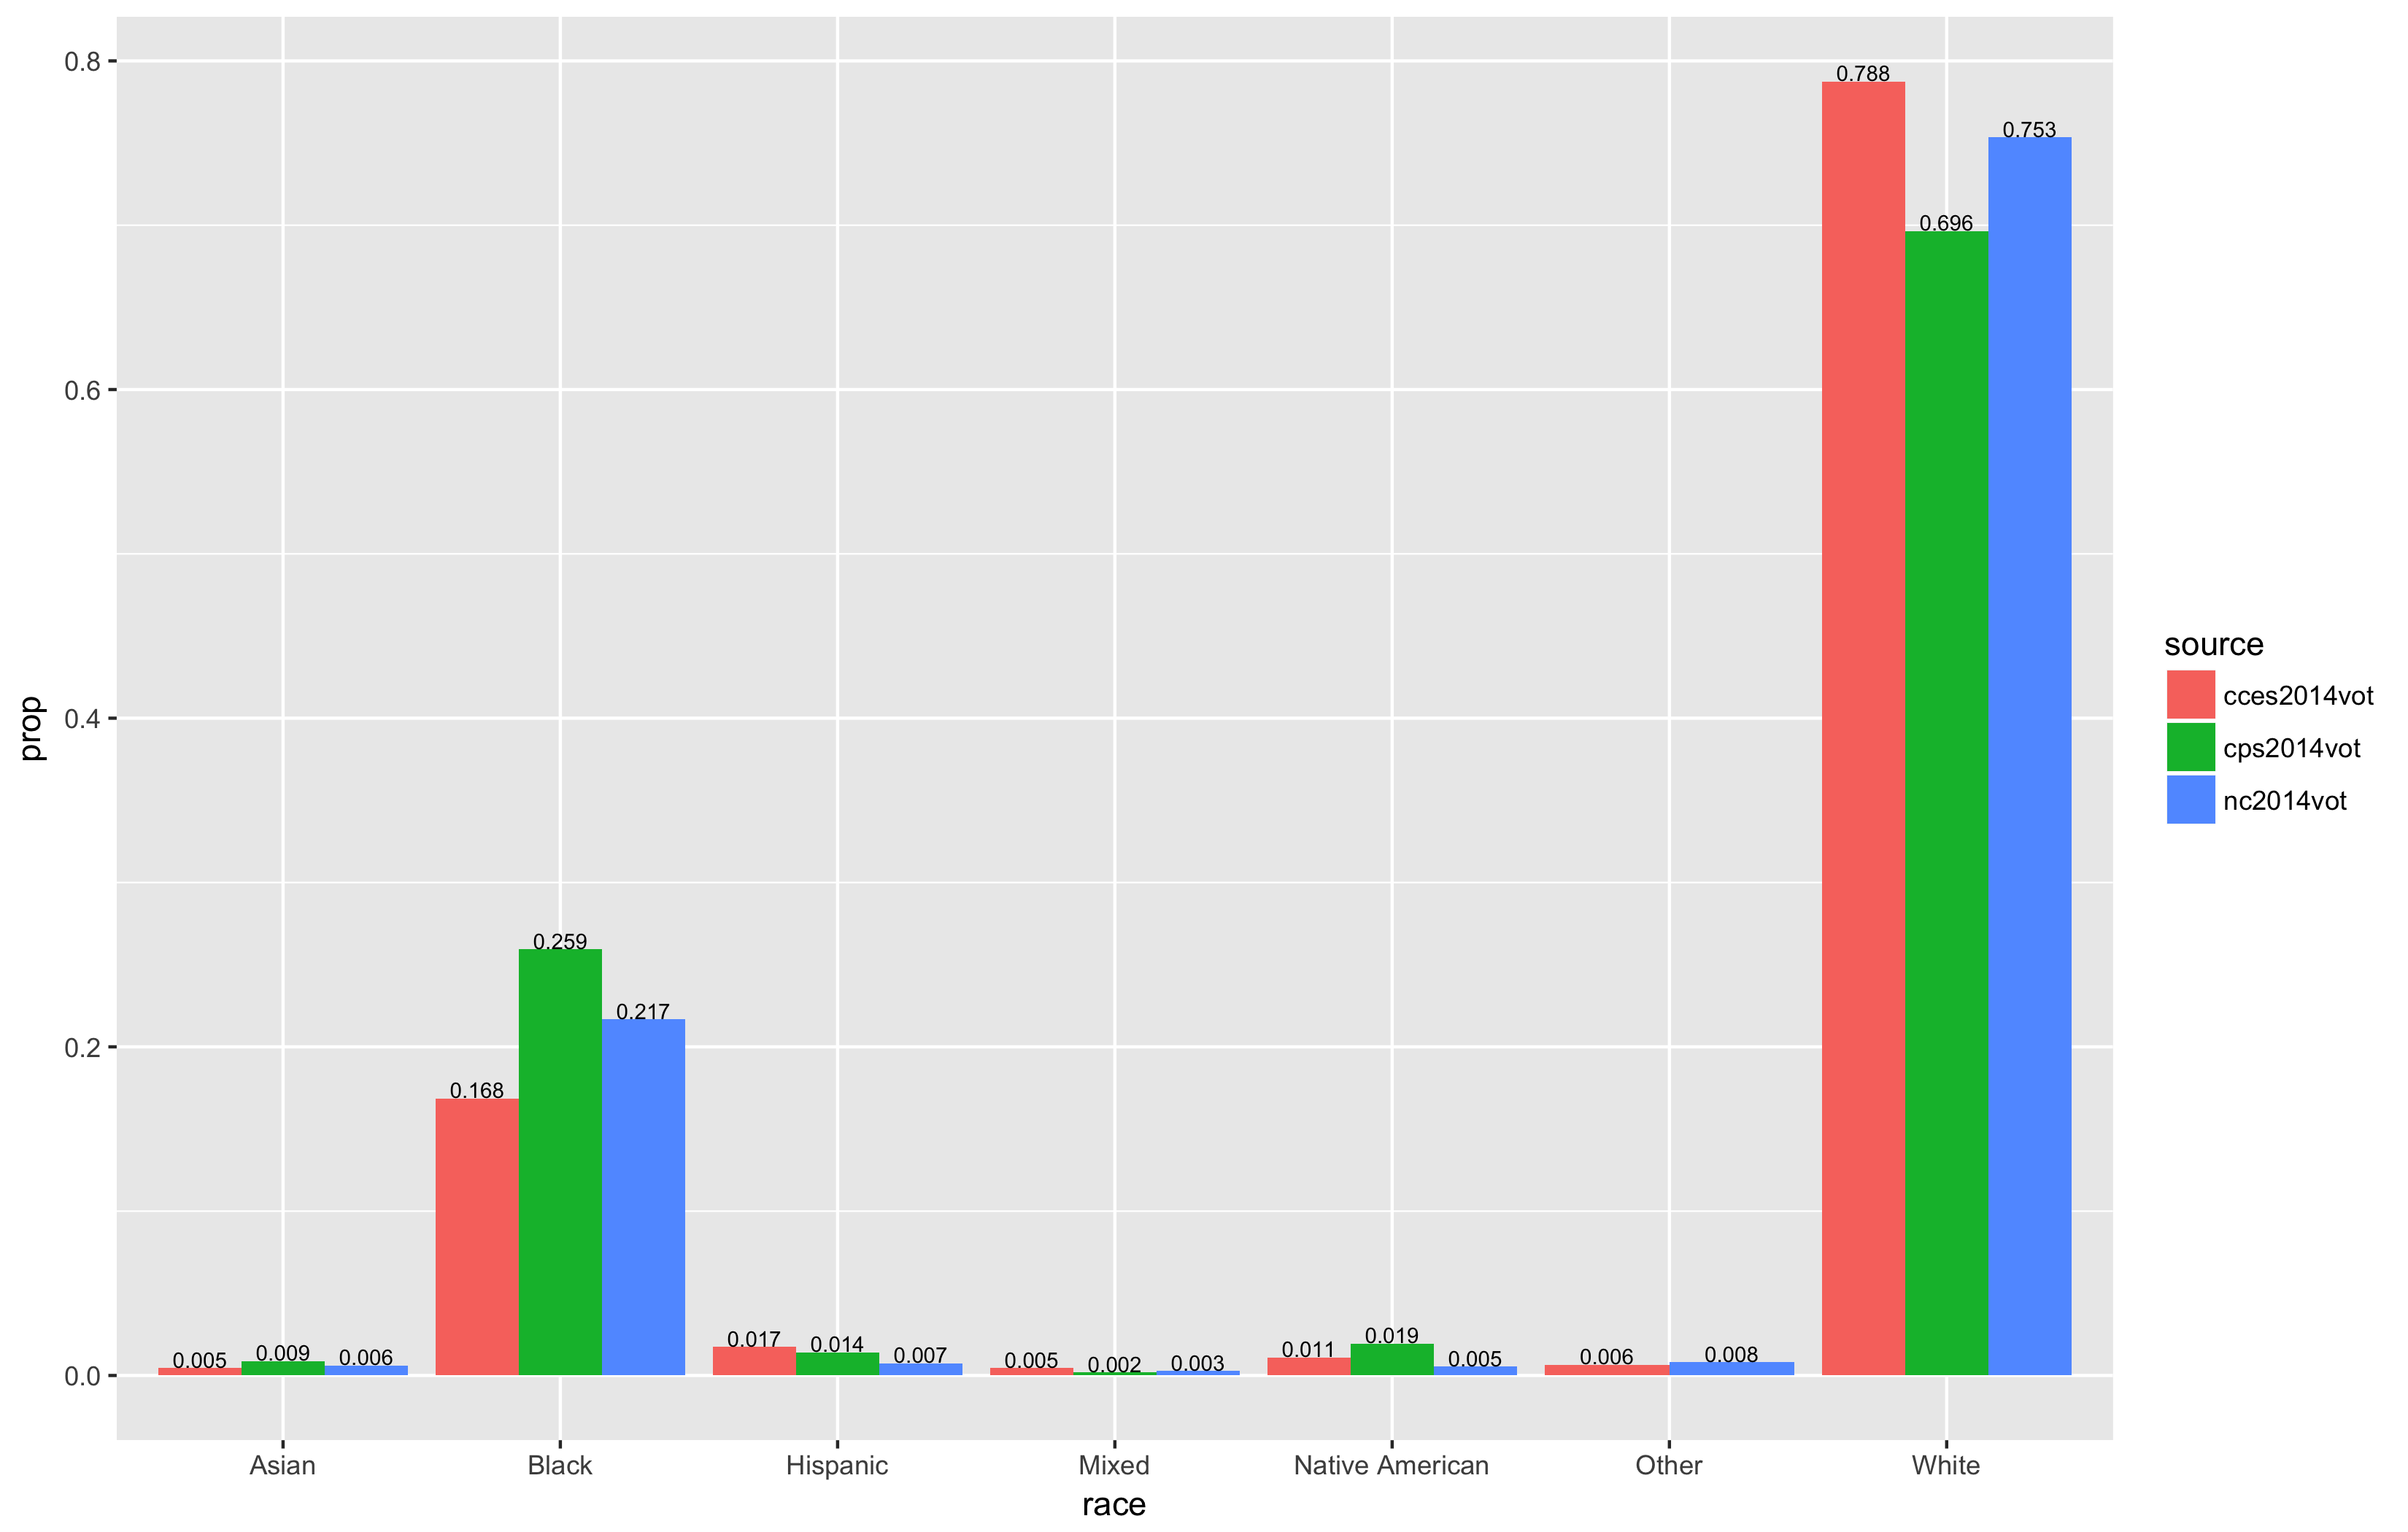 0.8
0.6
0.4
0.2
0.0
prop
0.005
0.009
0.006
0.168
0.259
0.217
0.017
0.014
0.007
0.005
0.002
0.003
0.011
0.019
0.005
0.006
0.008
0.788
0.696
0.753
Asian
Black
Hispanic
Mixed
Native American
Other
White
race
source
cces2014vot
cps2014vot
nc2014vot